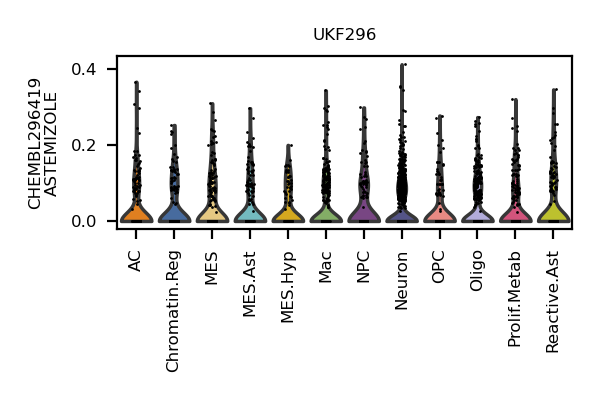 UKF296
CHEMBL296419
ASTEMIZOLE
0.4
0.2
0.0
AC
Chromatin.Reg
MES
MES.Ast
MES.Hyp
Mac
NPC
Neuron
OPC
Oligo
Prolif.Metab
Reactive.Ast